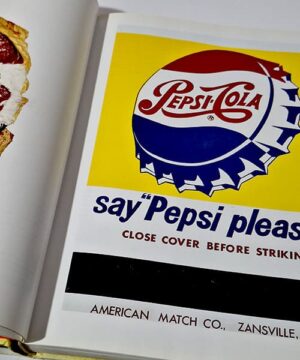 PEPSI-COLA
say "Pepsi pleas
CLOSE COVER BEFORE STRIKIN
AMERICAN MATCH CO., ZANSVILLE,